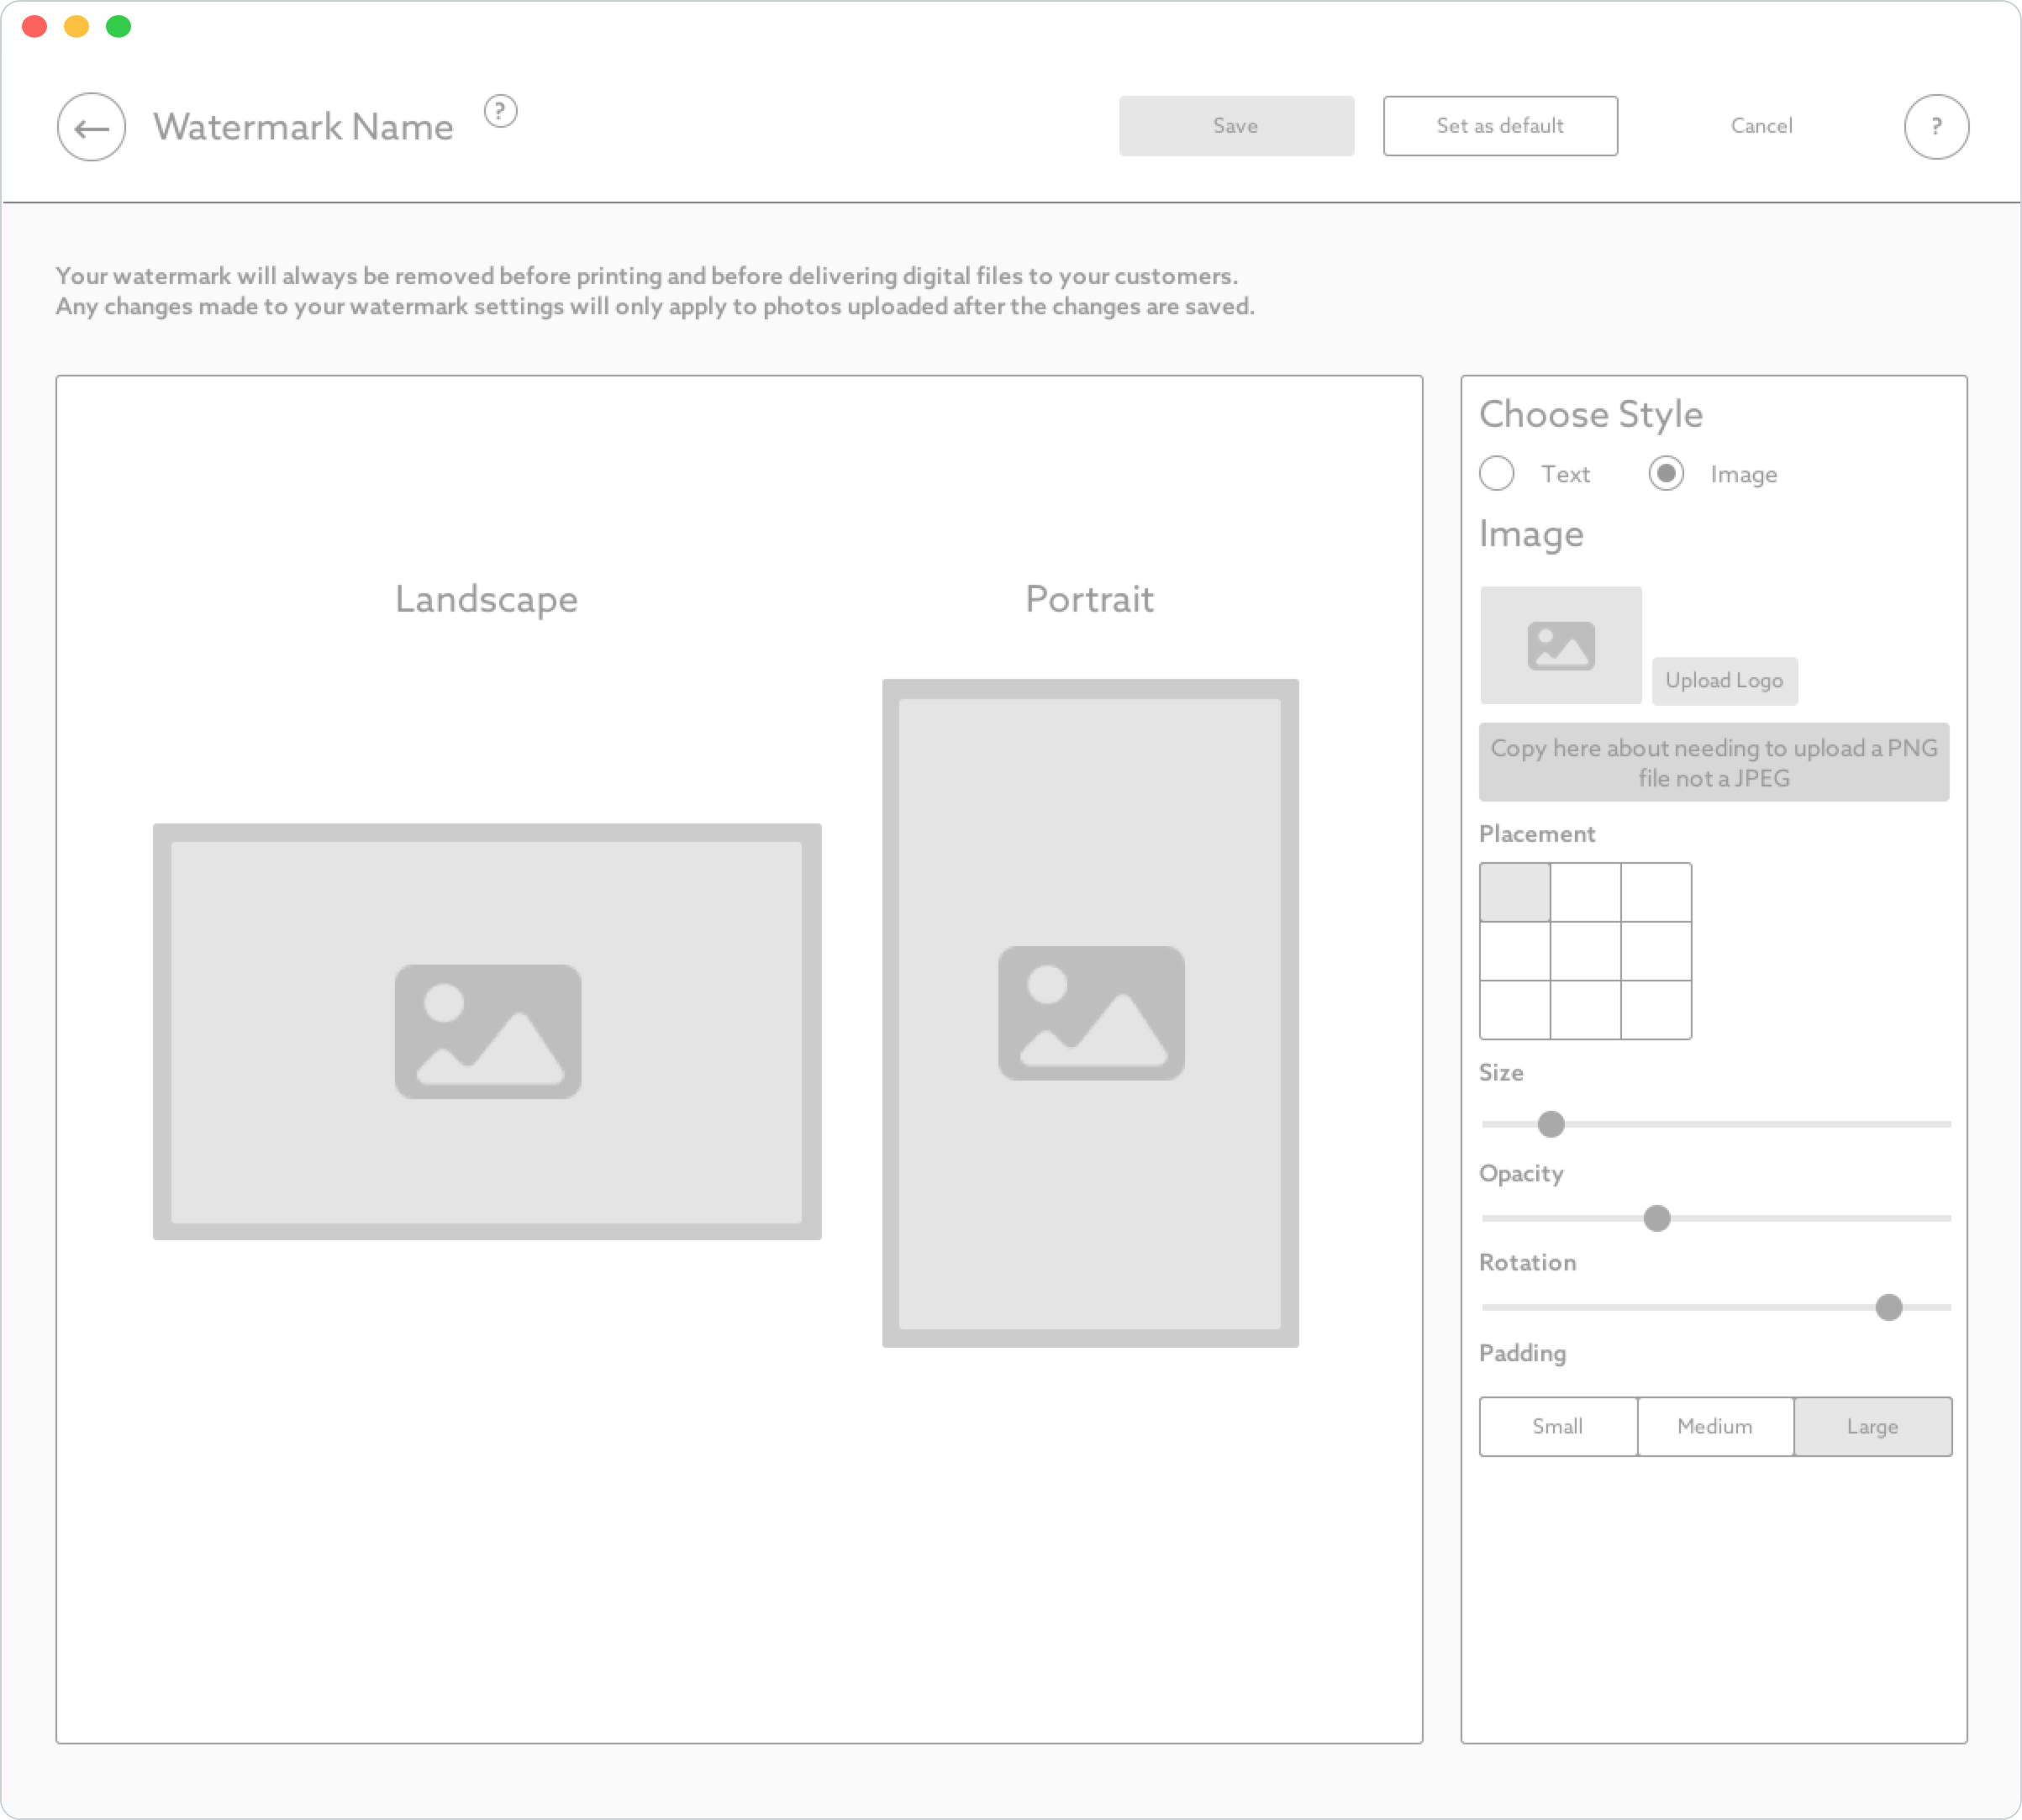 Watermark Name
?
Save
Set as default
Cancel
?
Your watermark will always be removed before printing and before delivering digital files to your customers.
Any changes made to your watermark settings will only apply to photos uploaded after the changes are saved.
Landscape
Portrait
Choose Style
Text
Image
Image
Upload Logo
Copy here about needing to upload a PNG
file not a JPEG
Placement
Size
Opacity
Rotation
Padding
Small
Medium
Large